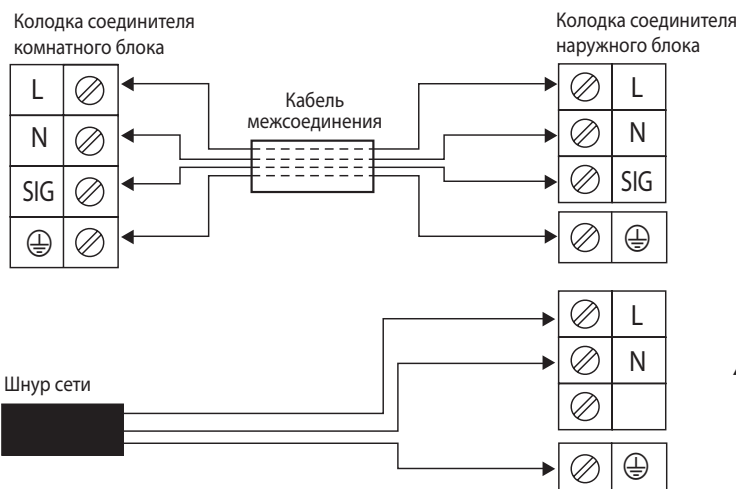 Колодка соединителя
комнатного блока
Колодка соединителя
наружного блока
L
N
SIG
Кабель
межсоединения
L
N
SIG
Шнур сети
L
N